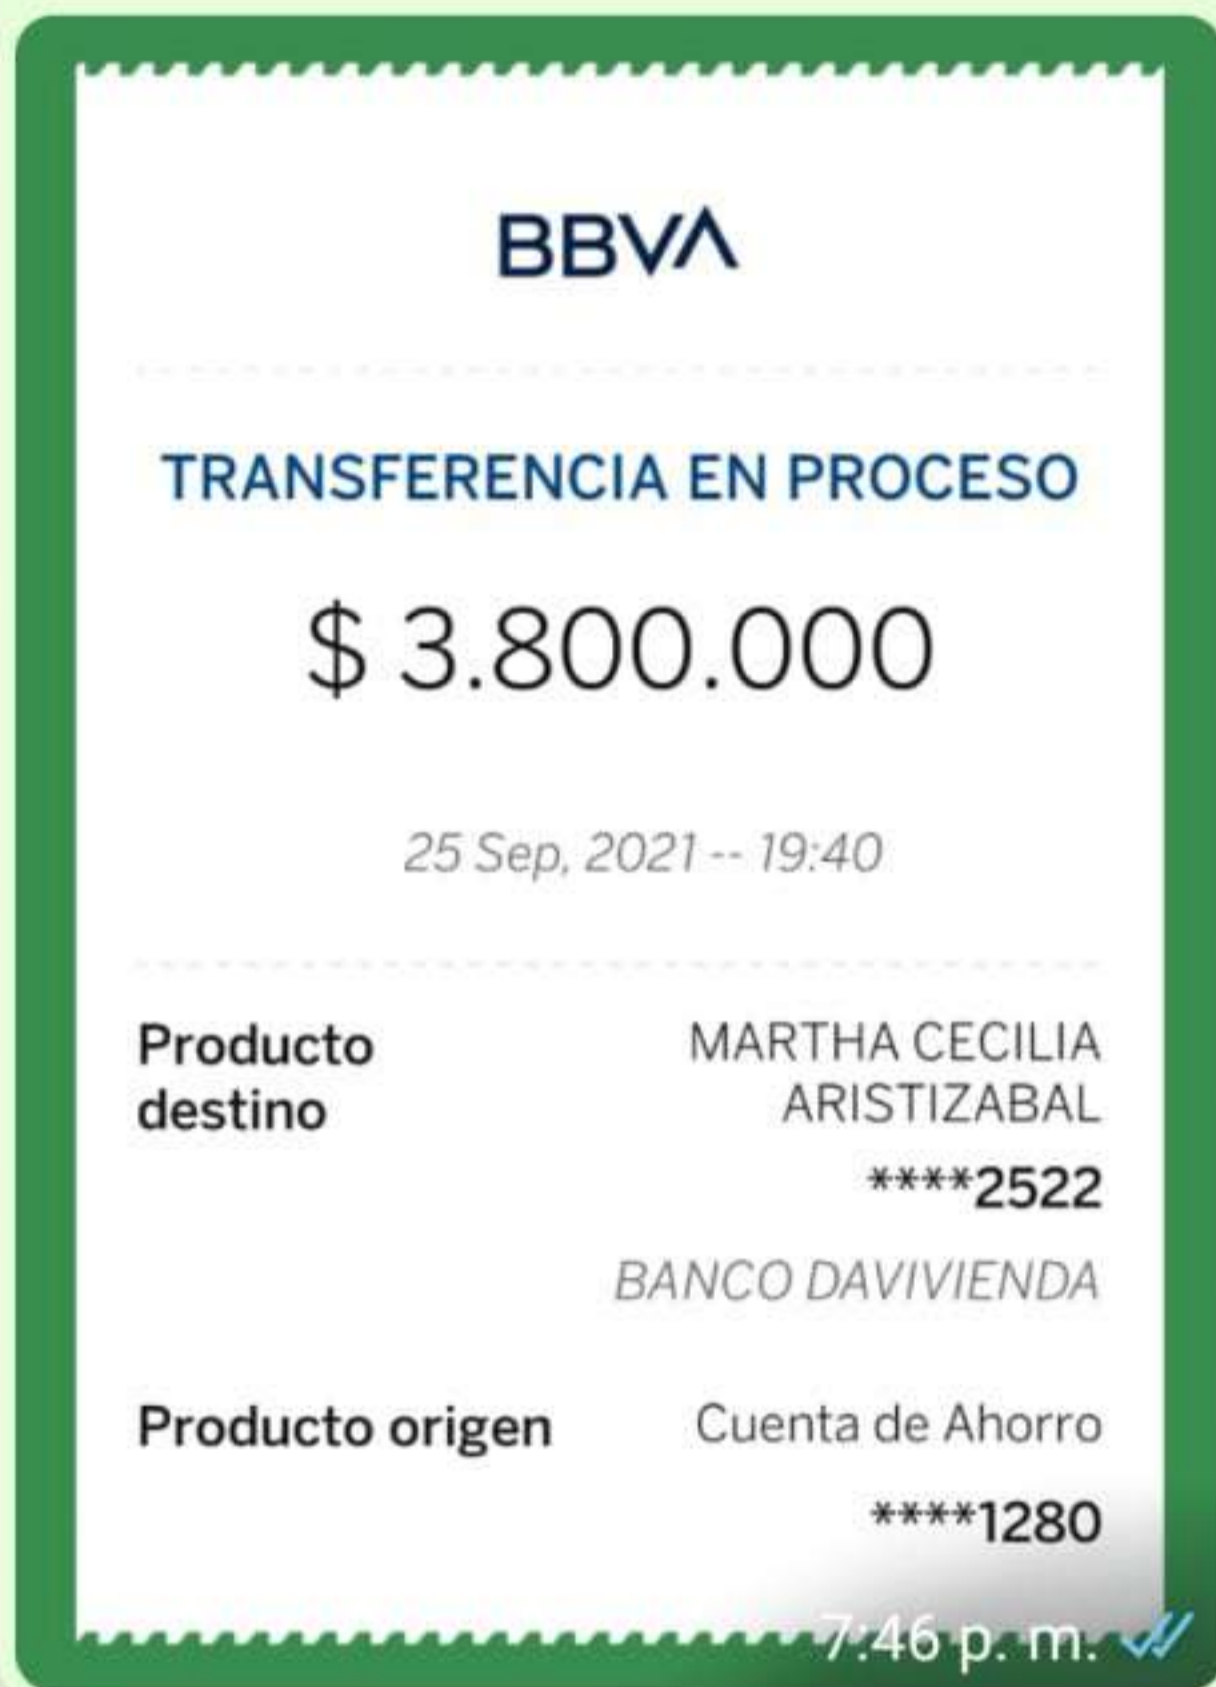 BBVA
TRANSFERENCIA EN PROCESO
$ 3.800.000
25 Sep, 2021 -- 19:40
Producto destino
MARTHA CECILIA ARISTIZABAL
****2522
BANCO DAVIVIENDA
Producto origen
Cuenta de Ahorro
****1280
7:46 p. m.